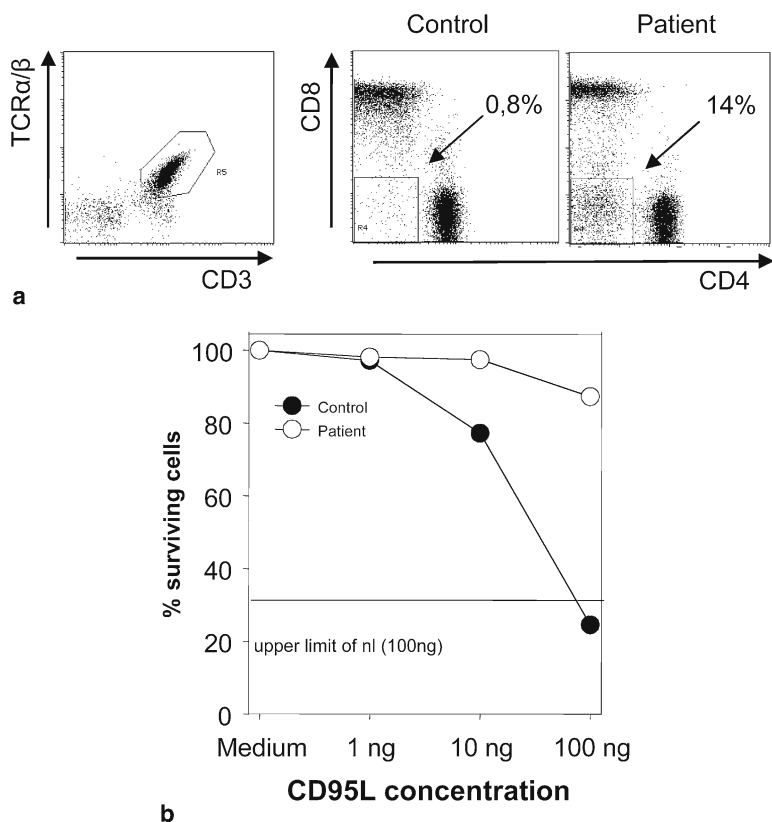 Control Patient
TCRα/β
R5
CD3
CD8
0,8%
14%
R4
CD4
a
% surviving cells
100
80
60
40
20
0
Control
Patient
upper limit of nl (100ng)
Medium 1 ng 10 ng 100 ng
CD95L concentration
b